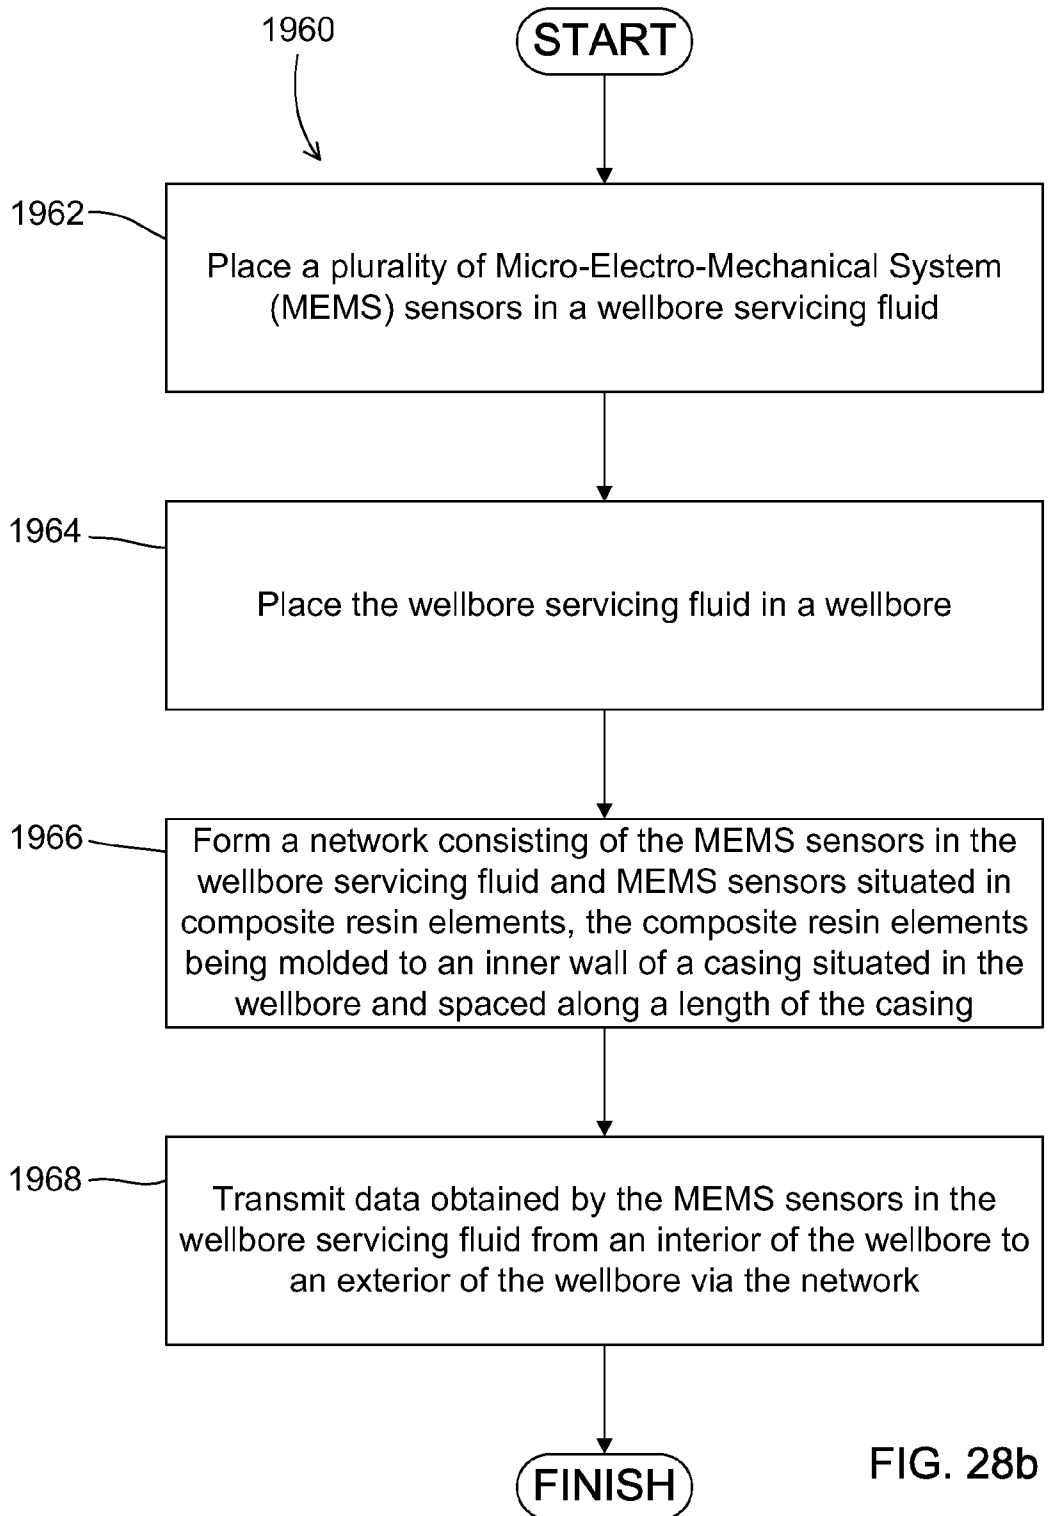 1960
START
1962
Place a plurality of Micro-Electro-Mechanical System
(MEMS) sensors in a wellbore servicing fluid
1964
Place the wellbore servicing fluid in a wellbore
1966
Form a network consisting of the MEMS sensors in the
wellbore servicing fluid and MEMS sensors situated in
composite resin elements, the composite resin elements
being molded to an inner wall of a casing situated in the
wellbore and spaced along a length of the casing
1968
Transmit data obtained by the MEMS sensors in the
wellbore servicing fluid from an interior of the wellbore to
an exterior of the wellbore via the network
FINISH
FIG. 28b